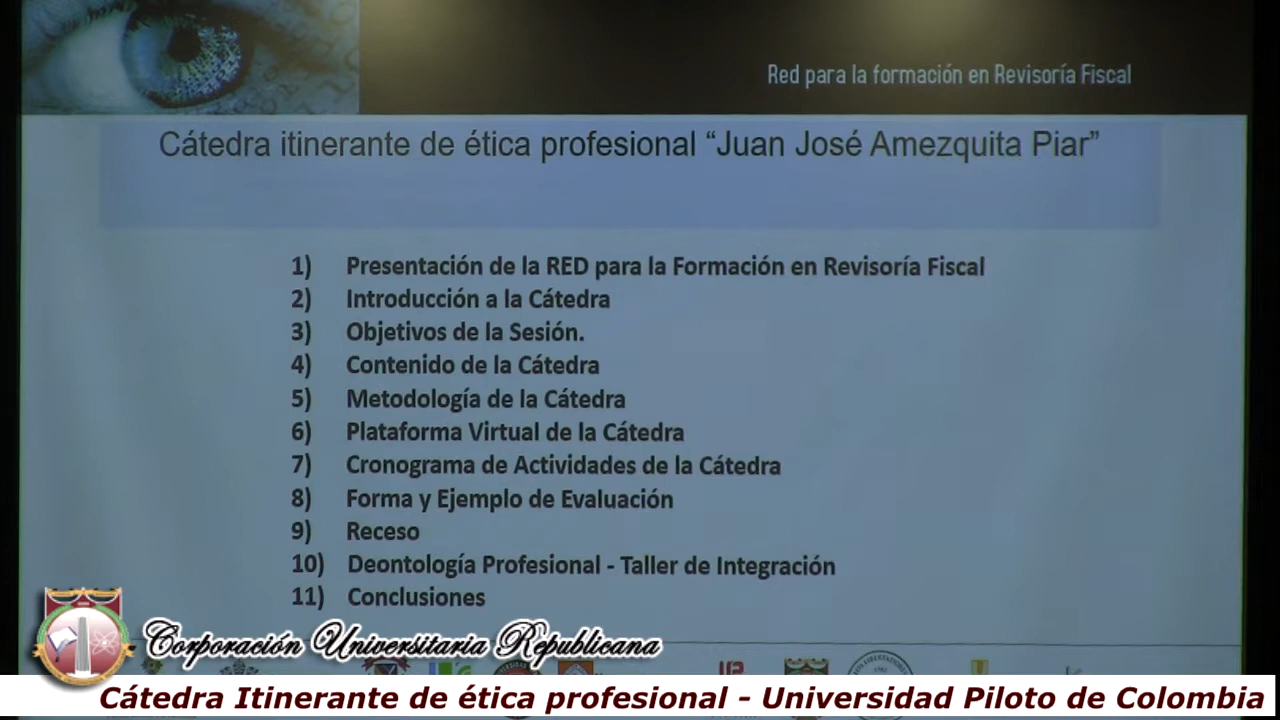 Red para la formación en Revisoría Fiscal
Cátedra itinerante de ética profesional “Juan José Amezquita Piar”
1) Presentación de la RED para la Formación en Revisoría Fiscal
2) Introducción a la Cátedra
3) Objetivos de la Sesión.
4) Contenido de la Cátedra
5) Metodología de la Cátedra
6) Plataforma Virtual de la Cátedra
7) Cronograma de Actividades de la Cátedra
8) Forma y Ejemplo de Evaluación
9) Receso
10) Deontología Profesional - Taller de Integración
11) Conclusiones
Corporación Universitaria Republicana
Cátedra Itinerante de ética profesional - Universidad Piloto de Colombia